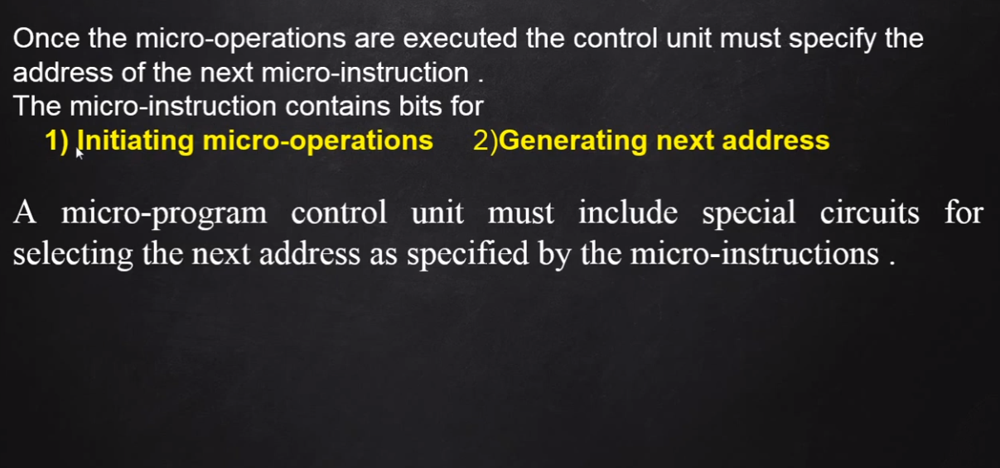 Once the micro-operations are executed the control unit must specify the
address of the next micro-instruction .
The micro-instruction contains bits for
1) Initiating micro-operations 2)Generating next address
A micro-program control unit must include special circuits for
selecting the next address as specified by the micro-instructions .